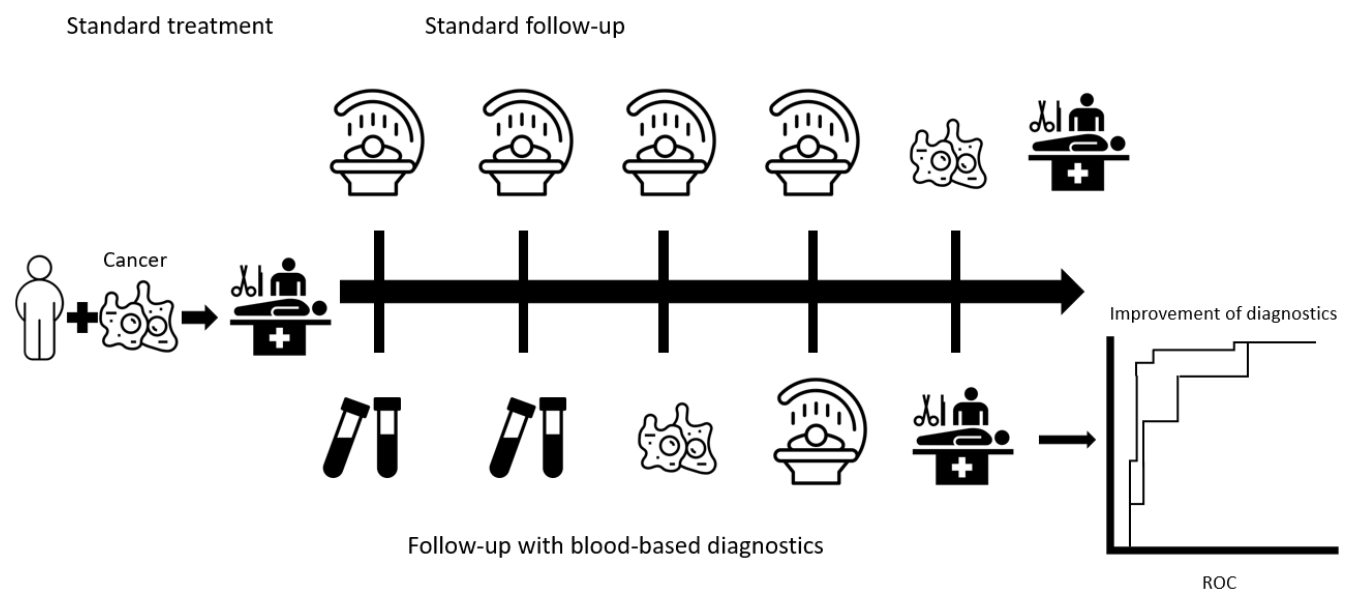 Standard treatment
Standard follow-up
Cancer
Improvement of diagnostics
Follow-up with blood-based diagnostics
ROC